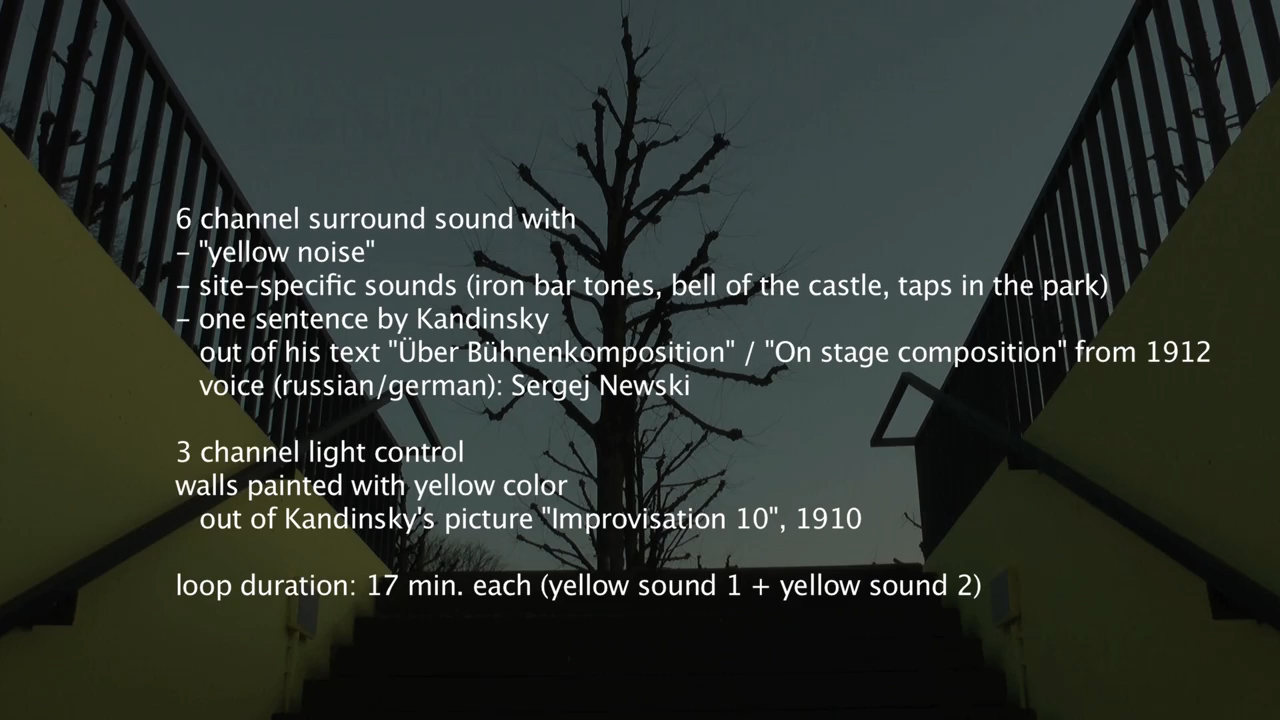 6 channel surround sound with
– "yellow noise"
– site–specific sounds (iron bar tones, bell of the castle, taps in the park)
– one sentence by Kandinsky
out of his text "Über Bühnenkomposition" / "On stage composition" from 1912
voice (russian/german): Sergej Newski
3 channel light control
walls painted with yellow color
out of Kandinsky's picture "Improvisation 10", 1910
loop duration: 17 min. each (yellow sound 1 + yellow sound 2)